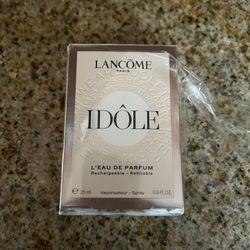 LANCÔME
PARIS
IDÔLE
L'EAU DE PARFUM
Rechargeable - Refillable
e 25 ml Vaporisateur - Spray 0.8 FL.OZ.